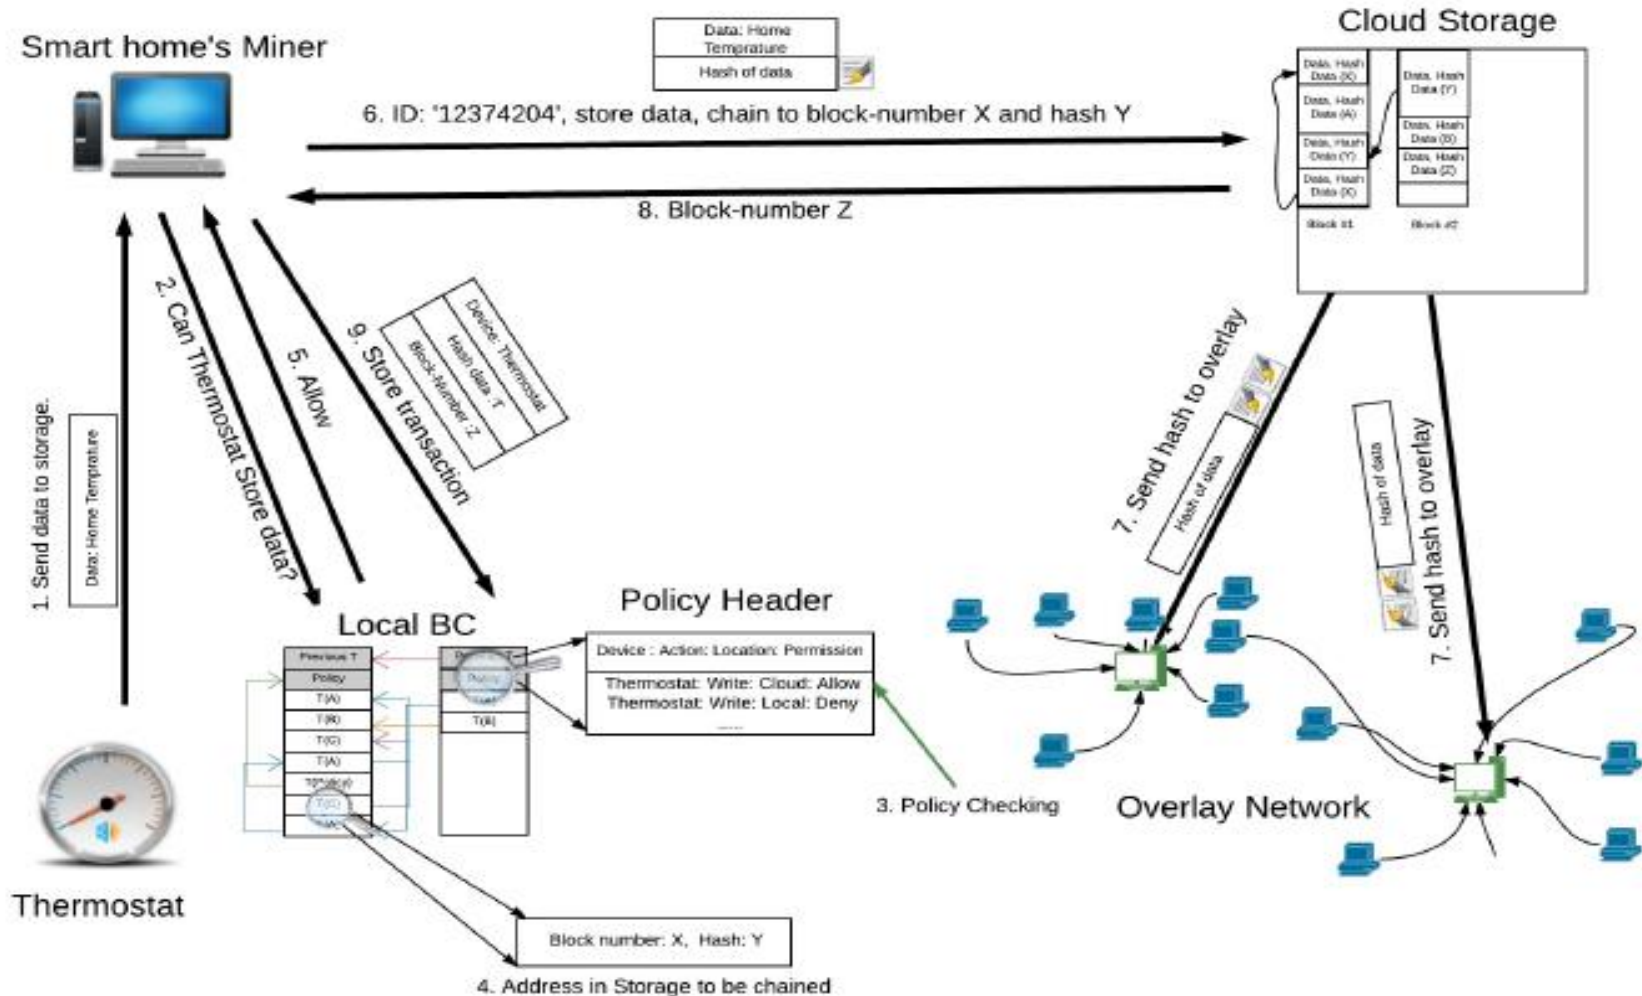 Smart home's Miner
Data: Home
Temprature
Hash of data
Cloud Storage
6. ID: '12374204', store data, chain to block-number X and hash Y
8. Block-number Z
Data, Hash
Data (X)
Data, Hash
Data (A)
Data, Hash
Data (Y)
Data, Hash
Data (X)
Block #1
Data, Hash
Data (Y)
Data, Hash
Data (B)
Data, Hash
Data (Z)
Block #2
1. Send data to storage.
Data: Home Temprature
2. Can Thermostat Store data?
5. Allow
9. Store transaction
Device: Thermostat
Hash data :T
Block-Number :Z
7. Send hash to overlay
Hash of data
7. Send hash to overlay
Hash of data
Local BC
Previous T
Policy
T(A)
T(B)
T(C)
T(A)
T(B)
Policy Header
Device : Action: Location: Permission
Thermostat: Write: Cloud: Allow
Thermostat: Write: Local: Deny
.....
3. Policy Checking
Overlay Network
Thermostat
Block number: X, Hash: Y
4. Address in Storage to be chained